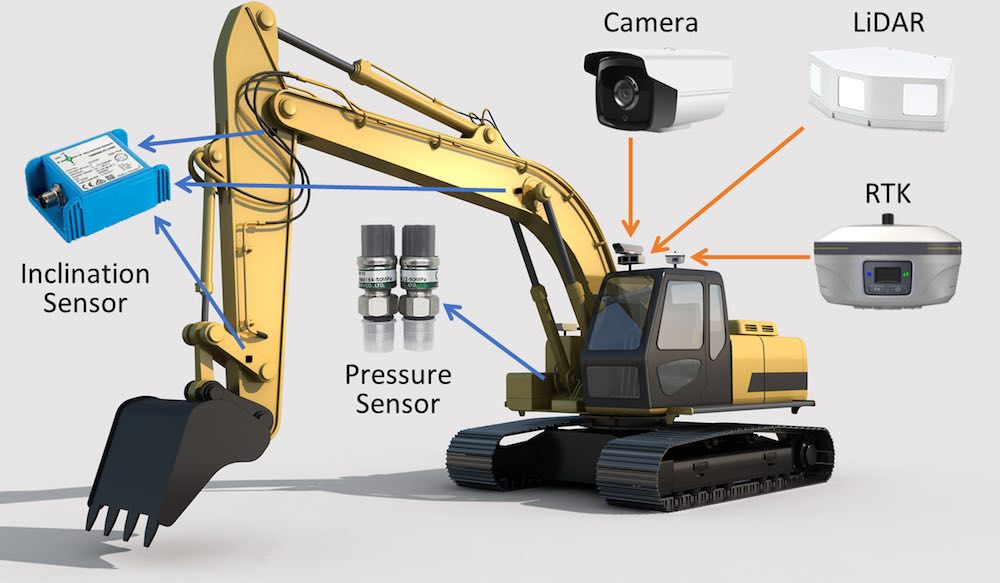 Camera
LiDAR
RTK
Inclination
Sensor
Pressure
Sensor